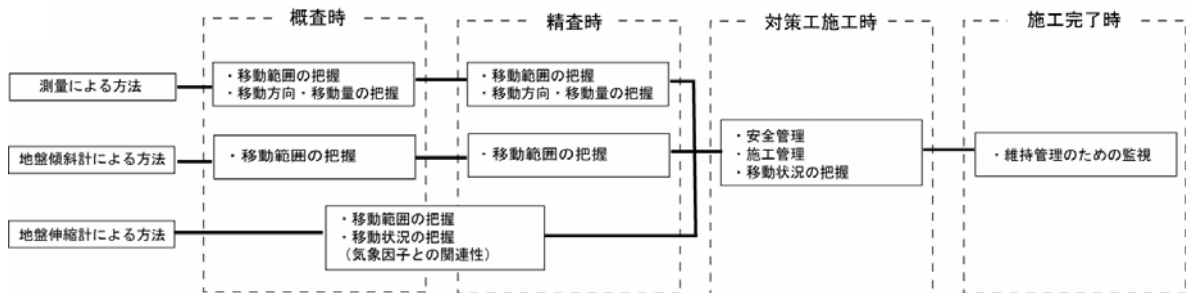 概査時
精査時
対策工施工時
施工完了時
測量による方法
・移動範囲の把握
・移動方向・移動量の把握
・移動範囲の把握
・移動方向・移動量の把握
地盤傾斜計による方法
・移動範囲の把握
・移動範囲の把握
・安全管理
・施工管理
・移動状況の把握
・維持管理のための監視
地盤伸縮計による方法
・移動範囲の把握
・移動状況の把握
(気象因子との関連性)